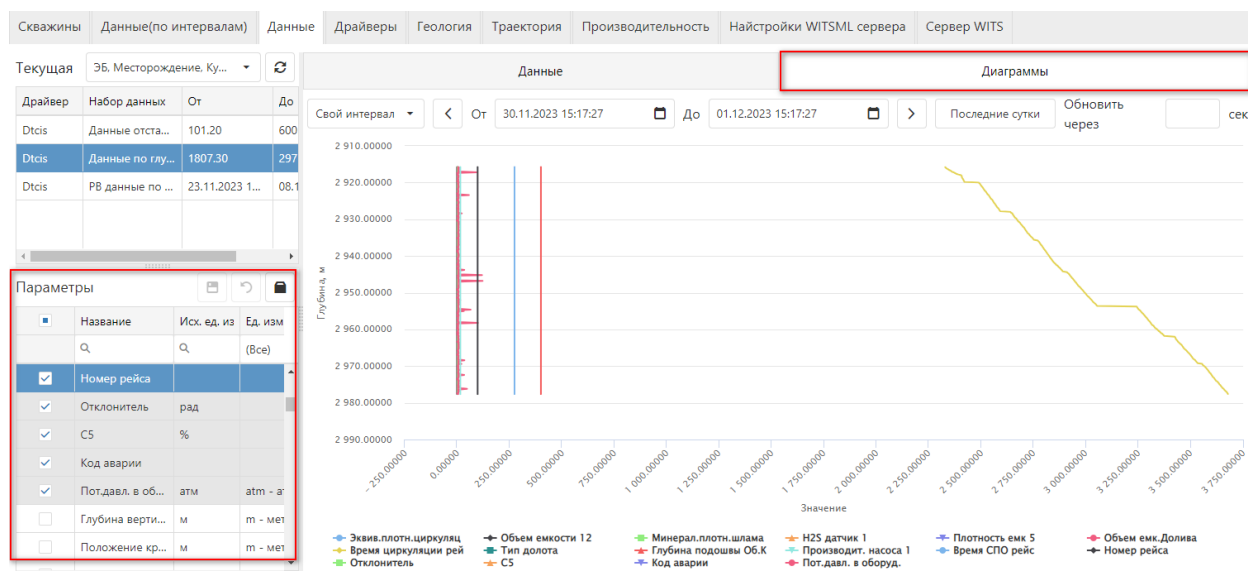 Скважины Данные(по интервалам) Данные Драйверы Геология Траектория Производительность Найстройки WITSML сервера Сервер WITS
Текущая ЭБ, Месторождение, Ку...
Драйвер Набор данных От До
Dtcis Данные отста... 101.20 600
Dtcis Данные по глу... 1807.30 297
Dtcis РВ данные по ... 23.11.2023 1... 08.1
Параметры
Название Исх. ед. из Ед. изм
(Все)
Номер рейса
Отклонитель рад
C5 %
Код аварии
Пот.давл. в об... атм atm - ат
Глубина верти... м m - мет
Положение кр... м m - мет
Данные Диаграммы
Свой интервал От 30.11.2023 15:17:27 До 01.12.2023 15:17:27 Последние сутки Обновить через сек
Глубина, м
2 910.00000
2 920.00000
2 930.00000
2 940.00000
2 950.00000
2 960.00000
2 970.00000
2 980.00000
2 990.00000
- 250.00000 0.00000 250.00000 500.00000 750.00000 1 000.00000 1 250.00000 1 500.00000 1 750.00000 2 000.00000 2 250.00000 2 500.00000 2 750.00000 3 000.00000 3 250.00000 3 500.00000 3 750.00000
Значение
Эквив.плотн.циркуляц Объем емкости 12 Минерал.плотн.шлама H2S датчик 1 Плотность емк 5 Объем емк.Долива
Время циркуляции рей Тип долота Глубина подошвы Об.К Производит. насоса 1 Время СПО рейс Номер рейса
Отклонитель C5 Код аварии Пот.давл. в оборуд.